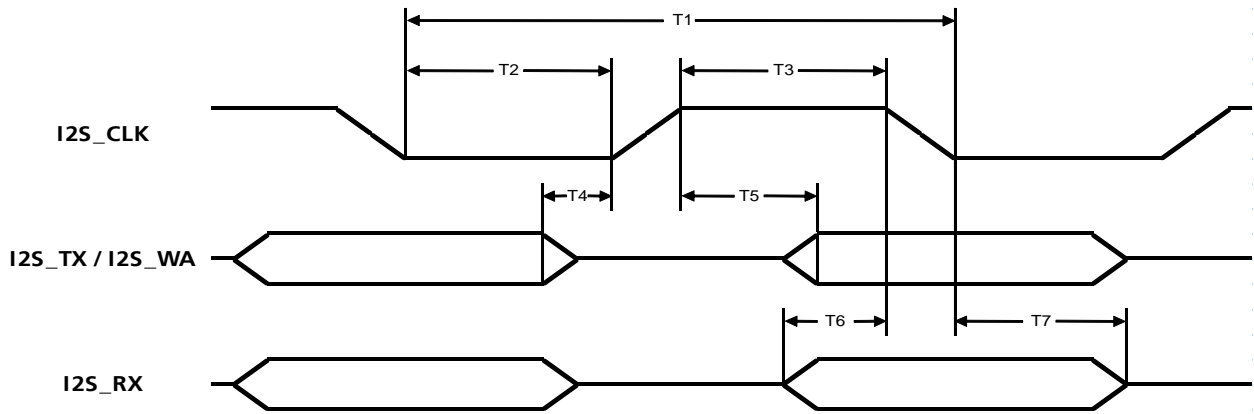 T1
T2
T3
I2S_CLK
T4
T5
I2S_TX / I2S_WA
T6
T7
I2S_RX